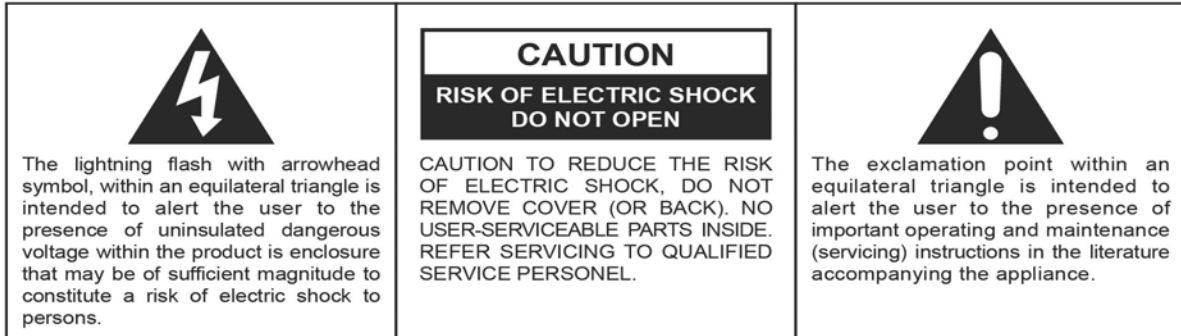 The lightning flash with arrowhead
symbol, within an equilateral triangle is
intended to alert the user to the
presence of uninsulated dangerous
voltage within the product is enclosure
that may be of sufficient magnitude to
constitute a risk of electric shock to
persons.
CAUTION
RISK OF ELECTRIC SHOCK
DO NOT OPEN
CAUTION TO REDUCE THE RISK
OF ELECTRIC SHOCK, DO NOT
REMOVE COVER (OR BACK). NO
USER-SERVICEABLE PARTS INSIDE.
REFER SERVICING TO QUALIFIED
SERVICE PERSONEL.
The exclamation point within an
equilateral triangle is intended to
alert the user to the presence of
important operating and maintenance
(servicing) instructions in the literature
accompanying the appliance.